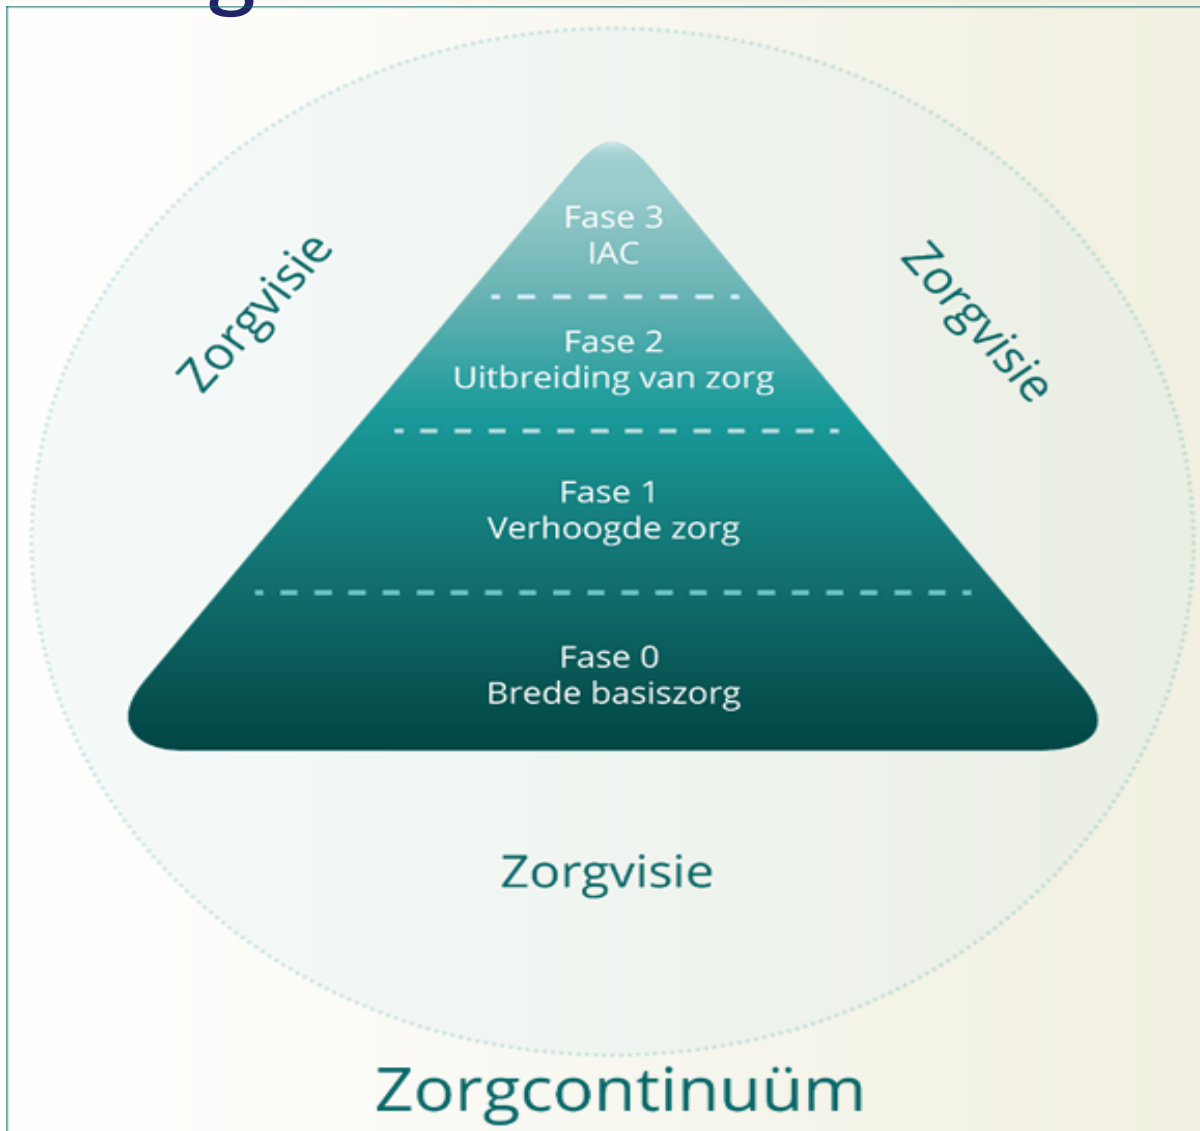 Zorgvisie
Zorgvisie
Fase 3
IAC
Fase 2
Uitbreiding van zorg
Fase 1
Verhoogde zorg
Fase 0
Brede basiszorg
Zorgvisie
Zorgcontinuüm